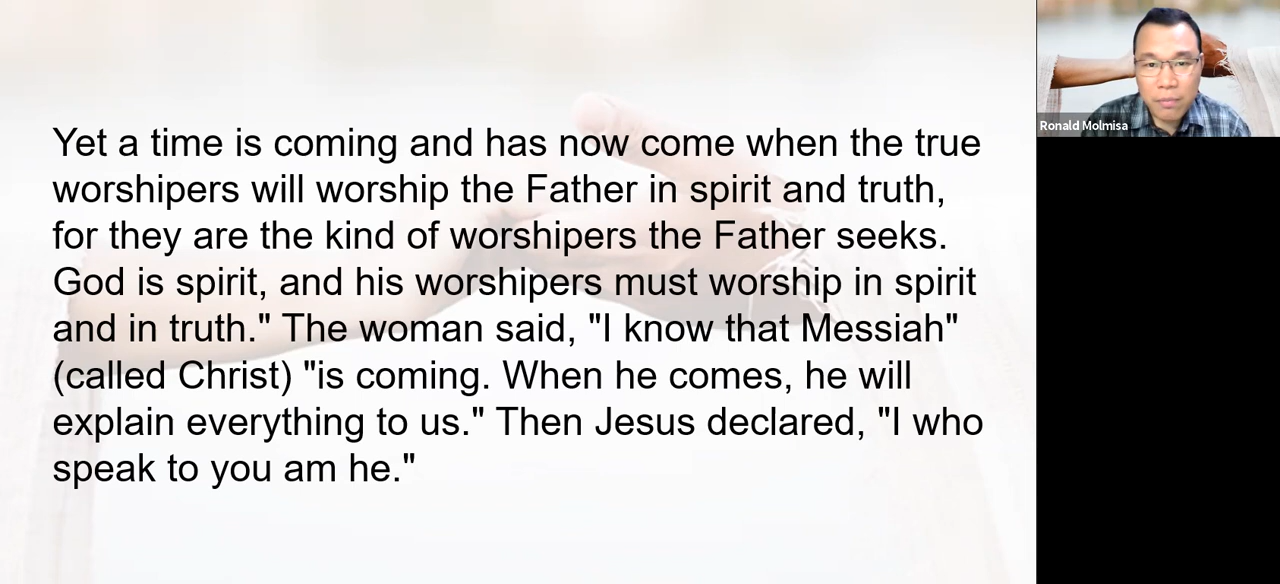 Yet a time is coming and has now come when the true
worshipers will worship the Father in spirit and truth,
for they are the kind of worshipers the Father seeks.
God is spirit, and his worshipers must worship in spirit
and in truth." The woman said, "I know that Messiah"
(called Christ) "is coming. When he comes, he will
explain everything to us." Then Jesus declared, "I who
speak to you am he."
Ronald Molmisa